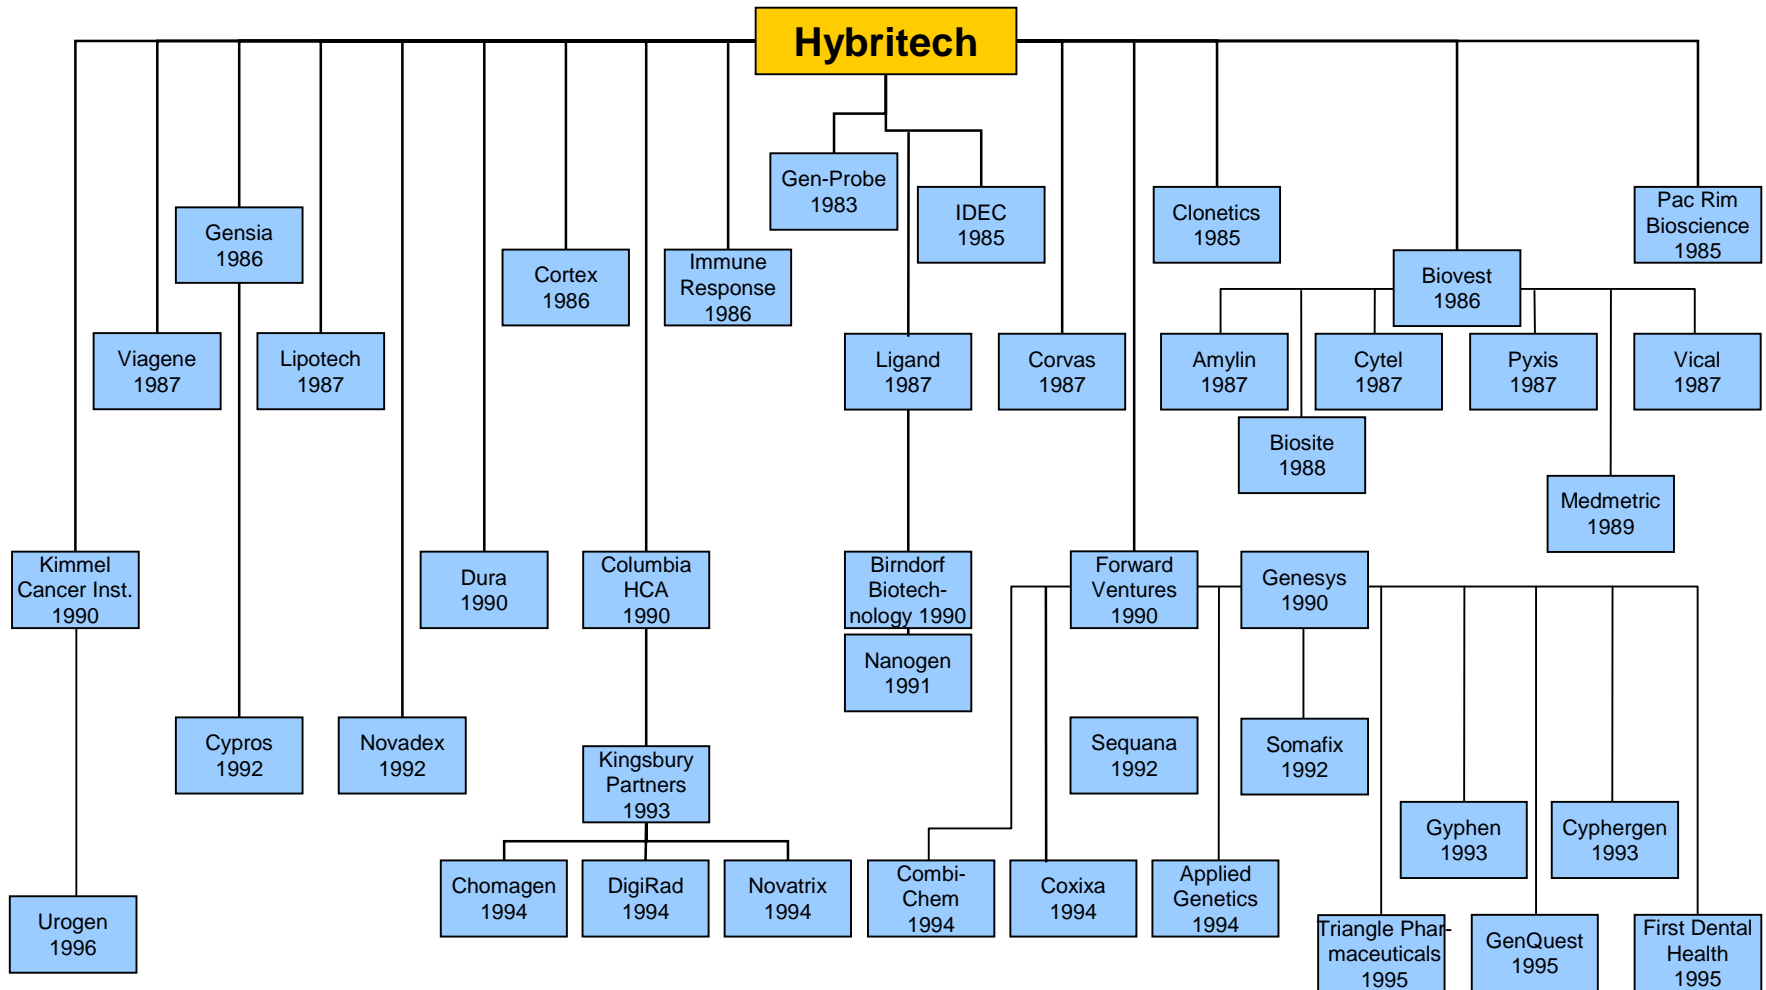 Hybritech
Gen-Probe
1983
IDEC
1985
Clonetics
1985
Pac Rim
Bioscience
1985
Gensia
1986
Cortex
1986
Immune
Response
1986
Biovest
1986
Viagene
1987
Lipotech
1987
Ligand
1987
Corvas
1987
Amylin
1987
Cytel
1987
Pyxis
1987
Vical
1987
Biosite
1988
Medmetric
1989
Kimmel
Cancer Inst.
1990
Dura
1990
Columbia
HCA
1990
Birndorf
Biotech-
nology 1990
Forward
Ventures
1990
Genesys
1990
Nanogen
1991
Cypros
1992
Novadex
1992
Kingsbury
Partners
1993
Sequana
1992
Somafix
1992
Gyphen
1993
Cyphergen
1993
Chomagen
1994
DigiRad
1994
Novatrix
1994
Combi-
Chem
1994
Coxixa
1994
Applied
Genetics
1994
Urogen
1996
Triangle Phar-
maceuticals
1995
GenQuest
1995
First Dental
Health
1995